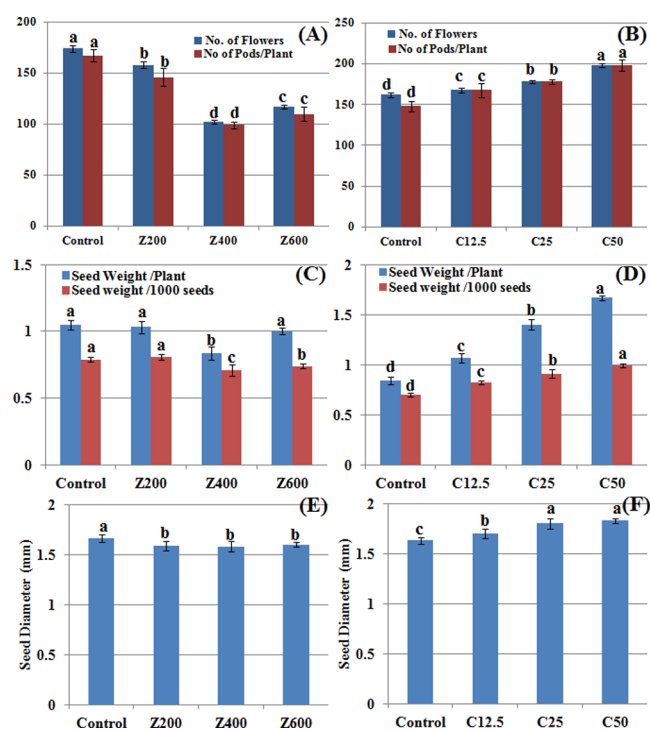 (A)
No. of Flowers
No of Pods/Plant
200
150
100
50
0
a a
b b
d d
c c
Control Z200 Z400 Z600
(B)
No. of Flowers
No of Pods/Plant
250
200
150
100
50
0
d d
c c
b b
a a
Control C12.5 C25 C50
(C)
Seed Weight /Plant
Seed weight /1000 seeds
1.5
1
0.5
0
a a
a a
b c
a b
Control Z200 Z400 Z600
(D)
Seed Weight /Plant
Seed weight /1000 seeds
2
1.5
1
0.5
0
d d
c c
b b
a a
Control C12.5 C25 C50
(E)
Seed Diameter (mm)
2
1.5
1
0.5
0
a b b b
Control Z200 Z400 Z600
(F)
Seed Diameter (mm)
2
1.5
1
0.5
0
c b a a
Control C12.5 C25 C50